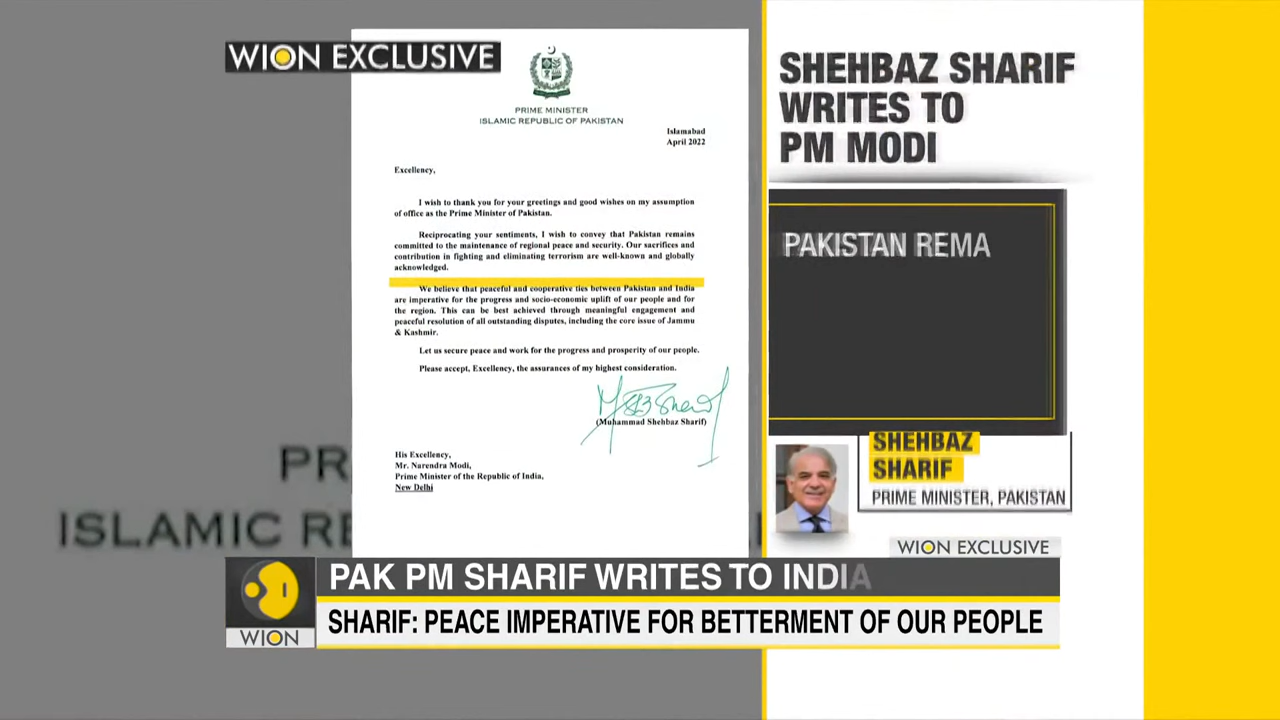 WION EXCLUSIVE
PRIME MINISTER
ISLAMIC REPUBLIC OF PAKISTAN
Islamabad
April 2022
Excellency,
I wish to thank you for your greetings and good wishes on my assumption
of office as the Prime Minister of Pakistan.
Reciprocating your sentiments, I wish to convey that Pakistan remains
committed to the maintenance of regional peace and security. Our sacrifices and
contribution in fighting and eliminating terrorism are well-known and globally
acknowledged.
We believe that peaceful and cooperative ties between Pakistan and India
are imperative for the progress and socio-economic uplift of our people and for
the region. This can be best achieved through meaningful engagement and
peaceful resolution of all outstanding disputes, including the core issue of Jammu
& Kashmir.
Let us secure peace and work for the progress and prosperity of our people.
Please accept, Excellency, the assurances of my highest consideration.
(Muhammad Shehbaz Sharif)
His Excellency,
Mr. Narendra Modi,
Prime Minister of the Republic of India,
New Delhi
SHEHBAZ SHARIF
WRITES TO
PM MODI
PAKISTAN REMA
SHEHBAZ
SHARIF
PRIME MINISTER, PAKISTAN
WION EXCLUSIVE
PR
ISLAMIC RE
PAK PM SHARIF WRITES TO INDIA
SHARIF: PEACE IMPERATIVE FOR BETTERMENT OF OUR PEOPLE
WION